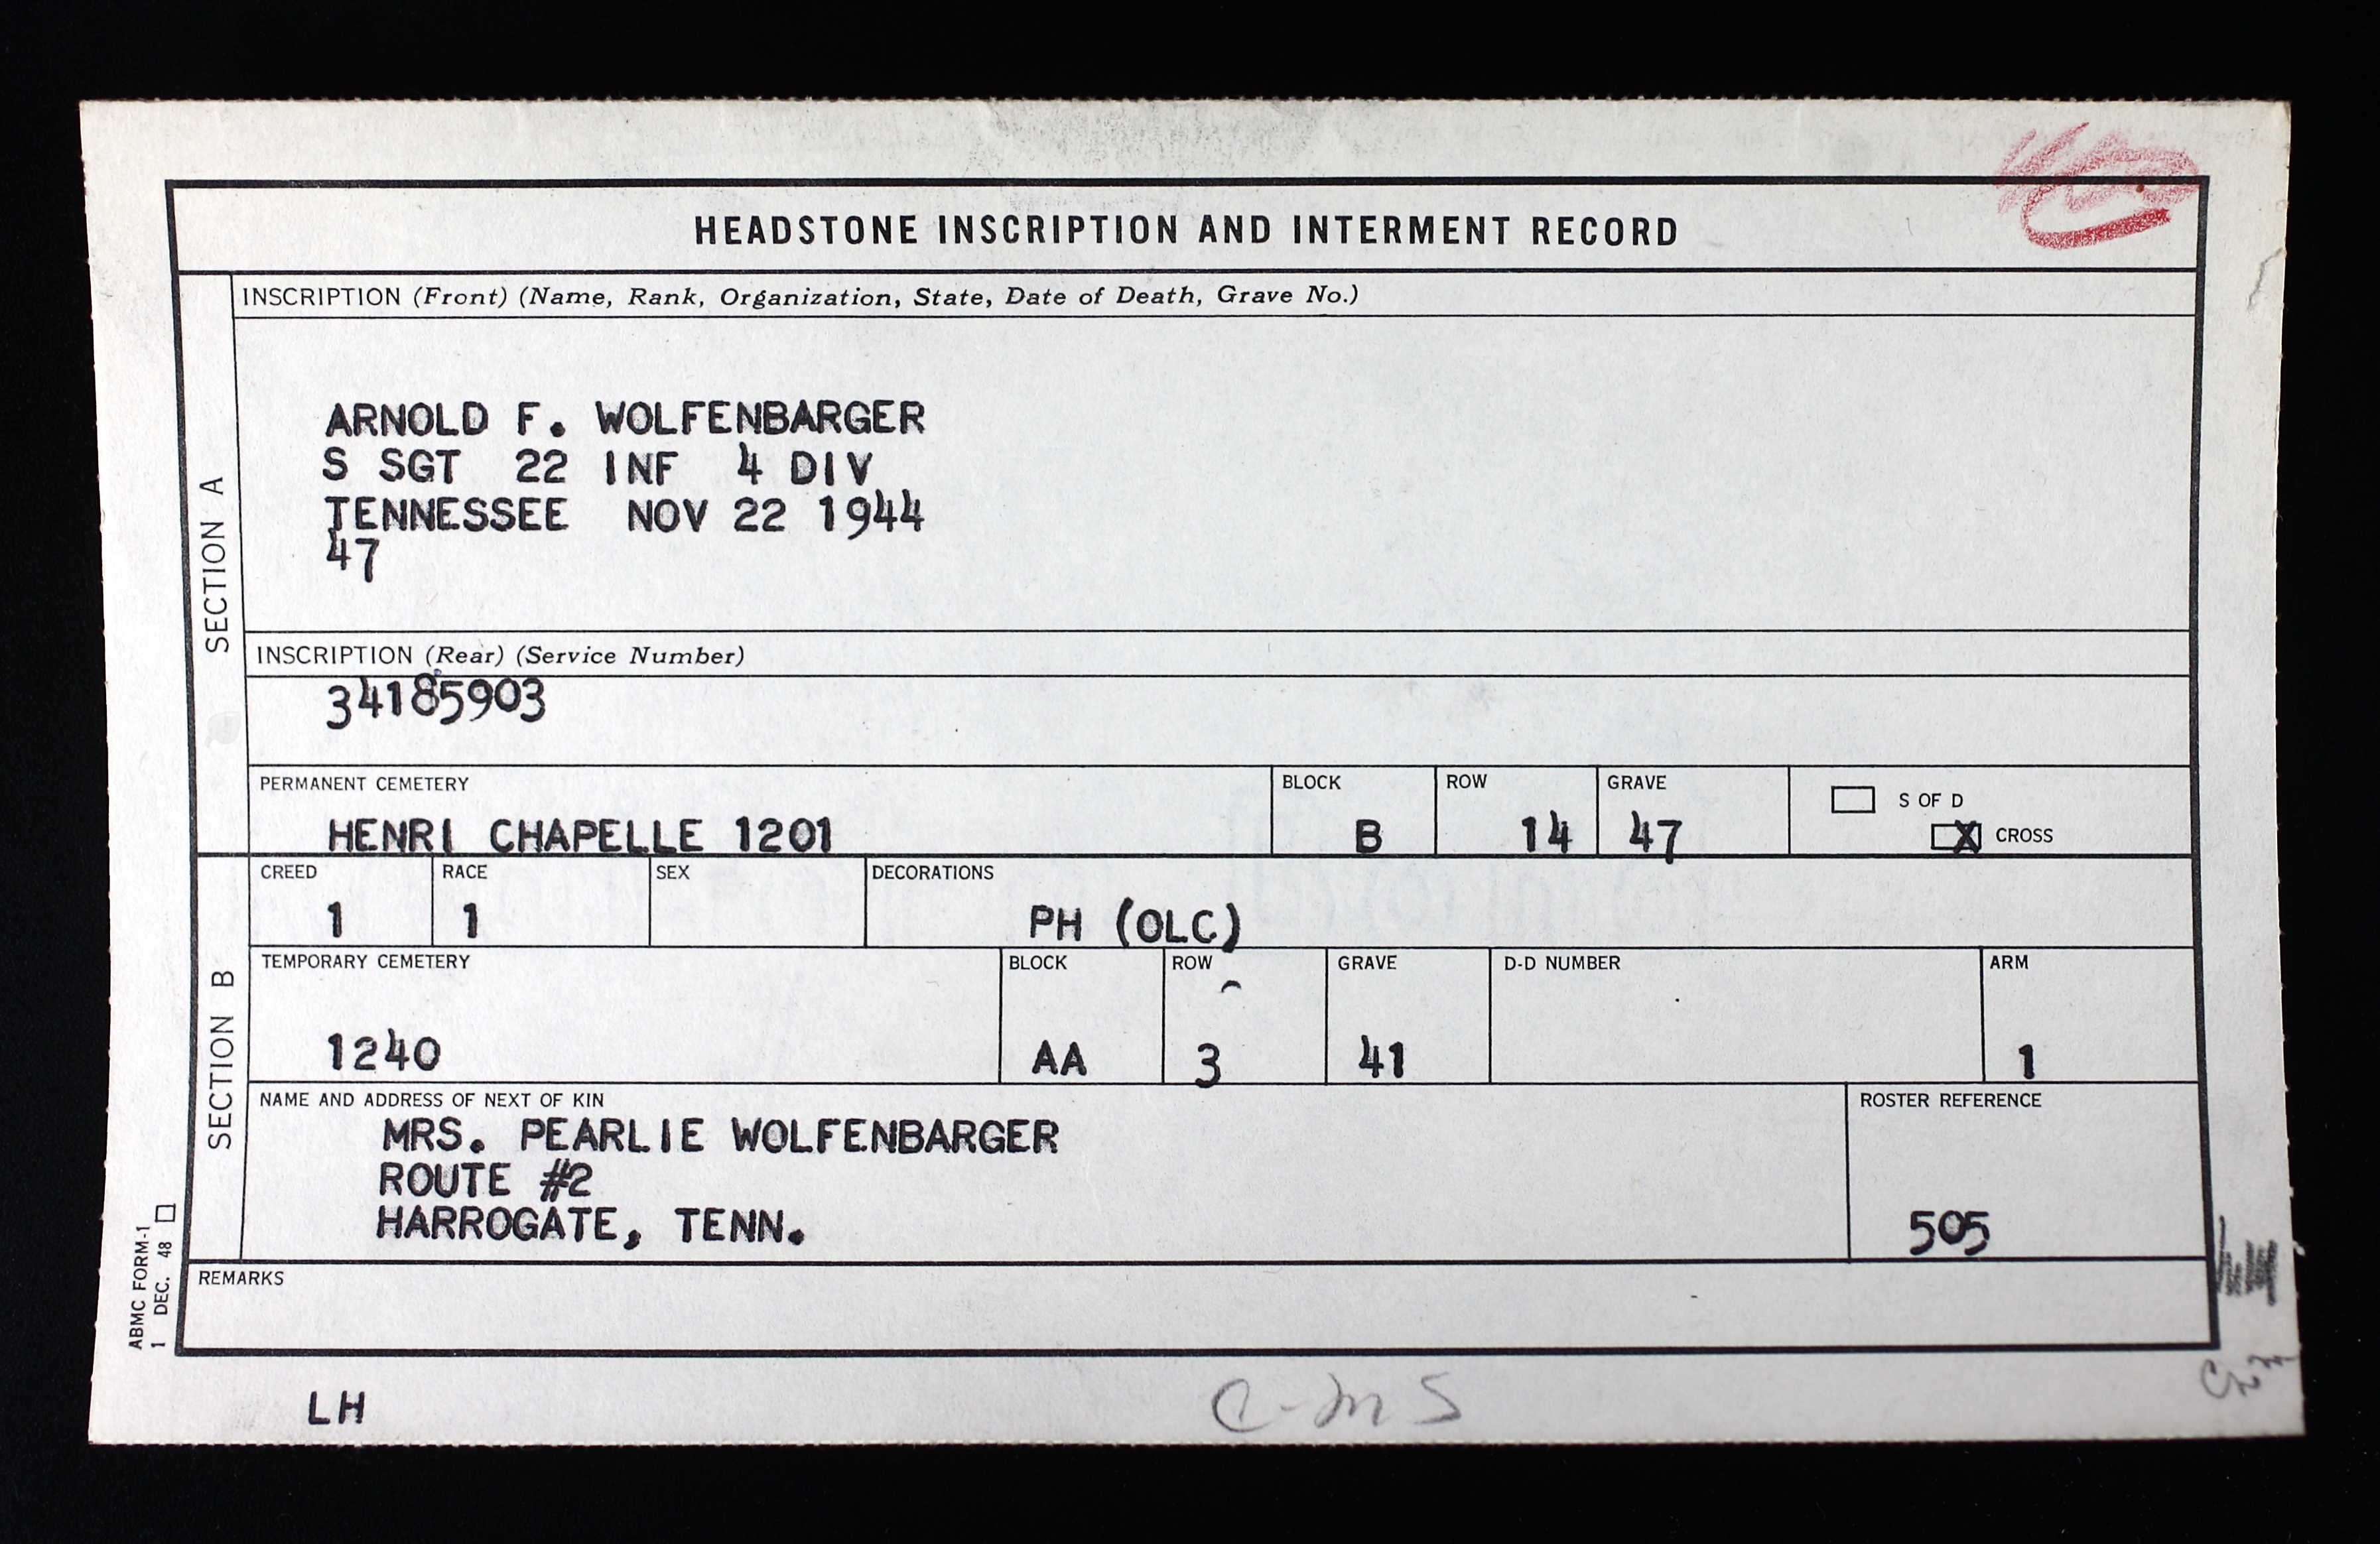 HEADSTONE INSCRIPTION AND INTERMENT RECORD
SECTION A
INSCRIPTION (Front) (Name, Rank, Organization, State, Date of Death, Grave No.)
ARNOLD F. WOLFENBARGER
S SGT 22 INF 4 DIV
TENNESSEE NOV 22 1944
47
INSCRIPTION (Rear) (Service Number)
34185903
PERMANENT CEMETERY BLOCK ROW GRAVE
HENRI CHAPELLE 1201 B 14 47
S OF D
X CROSS
SECTION B
CREED RACE SEX DECORATIONS
1 1 PH (OLC)
TEMPORARY CEMETERY BLOCK ROW GRAVE D-D NUMBER ARM
1240 AA 3 41 1
NAME AND ADDRESS OF NEXT OF KIN ROSTER REFERENCE
MRS. PEARLIE WOLFENBARGER
ROUTE #2
HARROGATE, TENN. 505
REMARKS
ABMC FORM-1
1 DEC. 48
LH C-MS